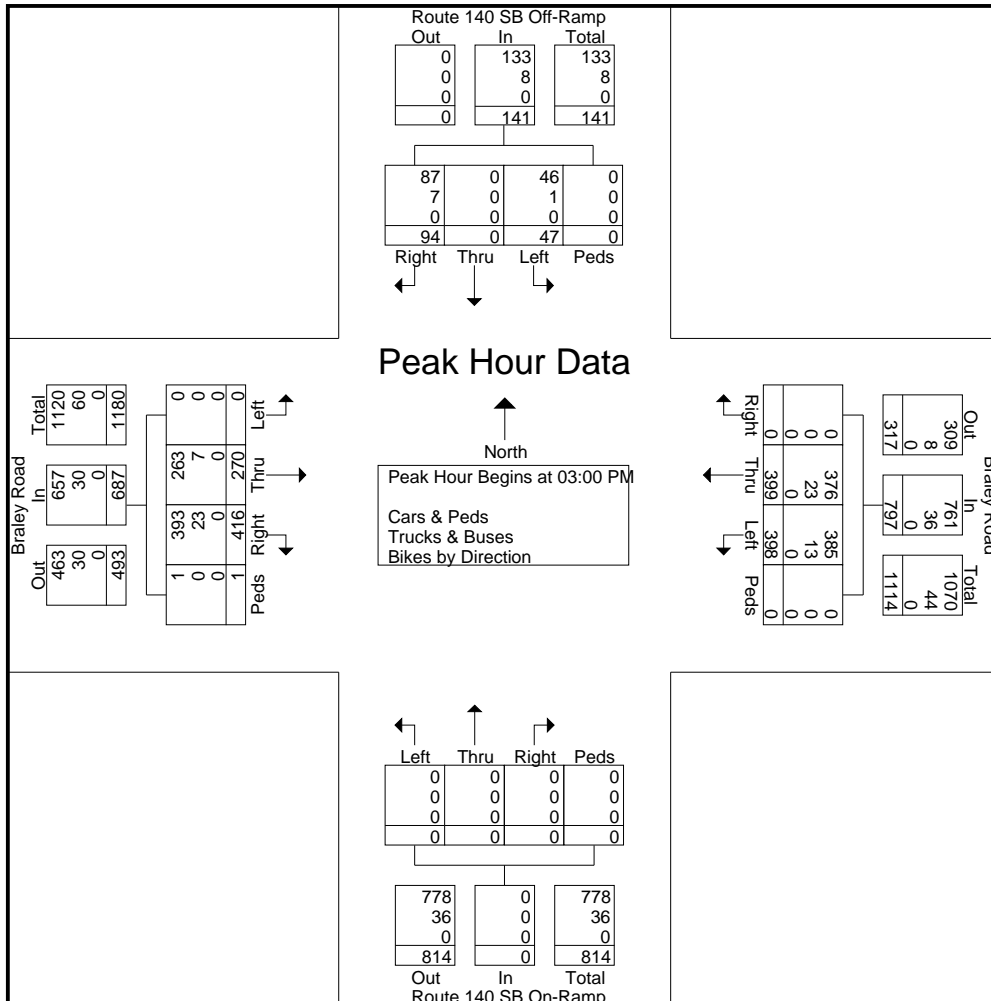 Route 140 SB Off-Ramp
Out In Total
0 133 133
0 8 8
0 0 0
0 141 141
87 0 46 0
7 0 1 0
0 0 0 0
94 0 47 0
Right Thru Left Peds
Peak Hour Data
North
Peak Hour Begins at 03:00 PM
Cars & Peds
Trucks & Buses
Bikes by Direction
Braley Road
Out In Total
463 657 1120
30 30 60
0 0 0
493 687 1180
Peds Right Thru Left
1 393 263 0
0 23 7 0
0 0 0 0
1 416 270 0
Braley Road
Out In Total
309 761 1070
8 36 44
0 0 0
317 797 1114
Right Thru Left Peds
0 376 385 0
0 23 13 0
0 0 0 0
0 399 398 0
Left Thru Right Peds
0 0 0 0
0 0 0 0
0 0 0 0
0 0 0 0
778 0 778
36 0 36
0 0 0
814 0 814
Out In Total
Route 140 SB On-Ramp